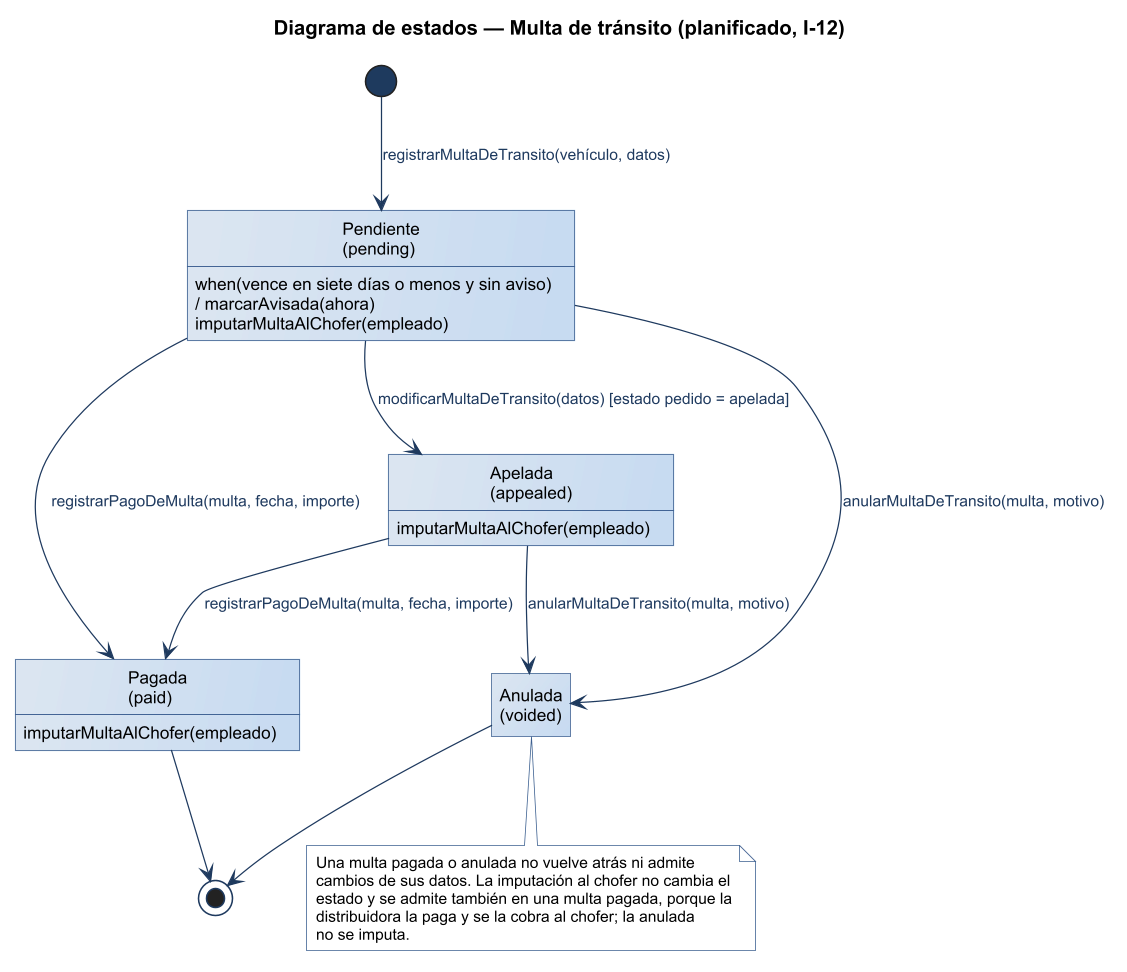 Diagrama de estados — Multa de tránsito (planificado, I-12)
registrarMultaDeTransito(vehículo, datos)
Pendiente
(pending)
when(vence en siete días o menos y sin aviso)
/ marcarAvisada(ahora)
imputarMultaAlChofer(empleado)
modificarMultaDeTransito(datos) [estado pedido = apelada]
Apelada
(appealed)
imputarMultaAlChofer(empleado)
registrarPagoDeMulta(multa, fecha, importe)
anularMultaDeTransito(multa, motivo)
registrarPagoDeMulta(multa, fecha, importe)
anularMultaDeTransito(multa, motivo)
Pagada
(paid)
imputarMultaAlChofer(empleado)
Anulada
(voided)
Una multa pagada o anulada no vuelve atrás ni admite
cambios de sus datos. La imputación al chofer no cambia el
estado y se admite también en una multa pagada, porque la
distribuidora la paga y se la cobra al chofer; la anulada
no se imputa.